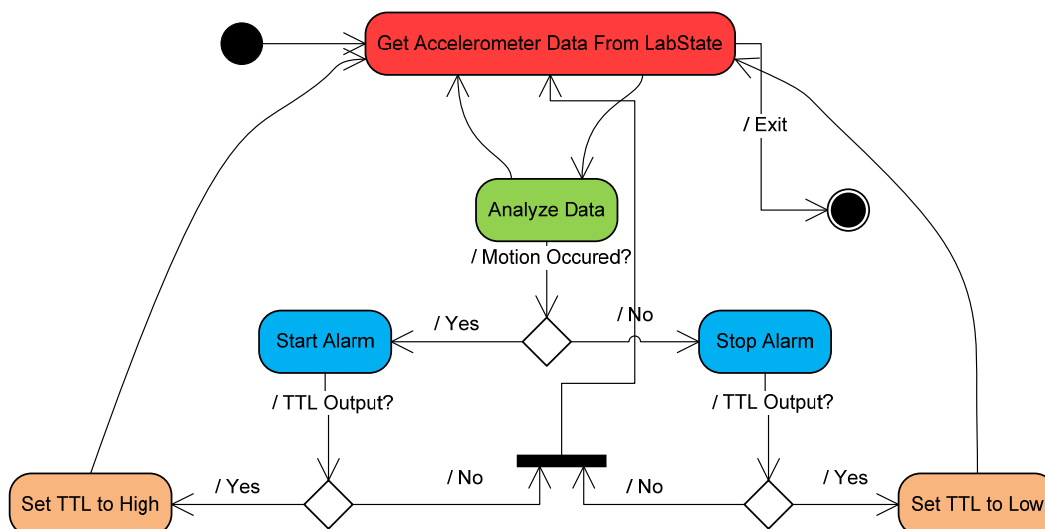 Get Accelerometer Data From LabState
/ Exit
Analyze Data
/ Motion Occured?
/ Yes
/ No
Start Alarm
Stop Alarm
/ TTL Output?
/ TTL Output?
/ Yes
/ No
/ No
/ Yes
Set TTL to High
Set TTL to Low